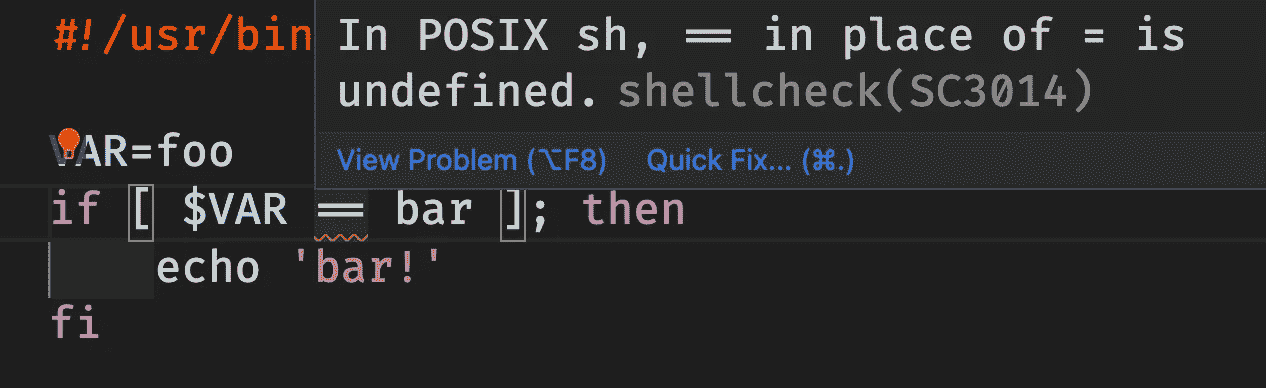 #!/usr/bin
In POSIX sh, == in place of = is
undefined. shellcheck(SC3014)
View Problem (⌥F8) Quick Fix... (⌘.)
VAR=foo
if [ $VAR == bar ]; then
echo 'bar!'
fi